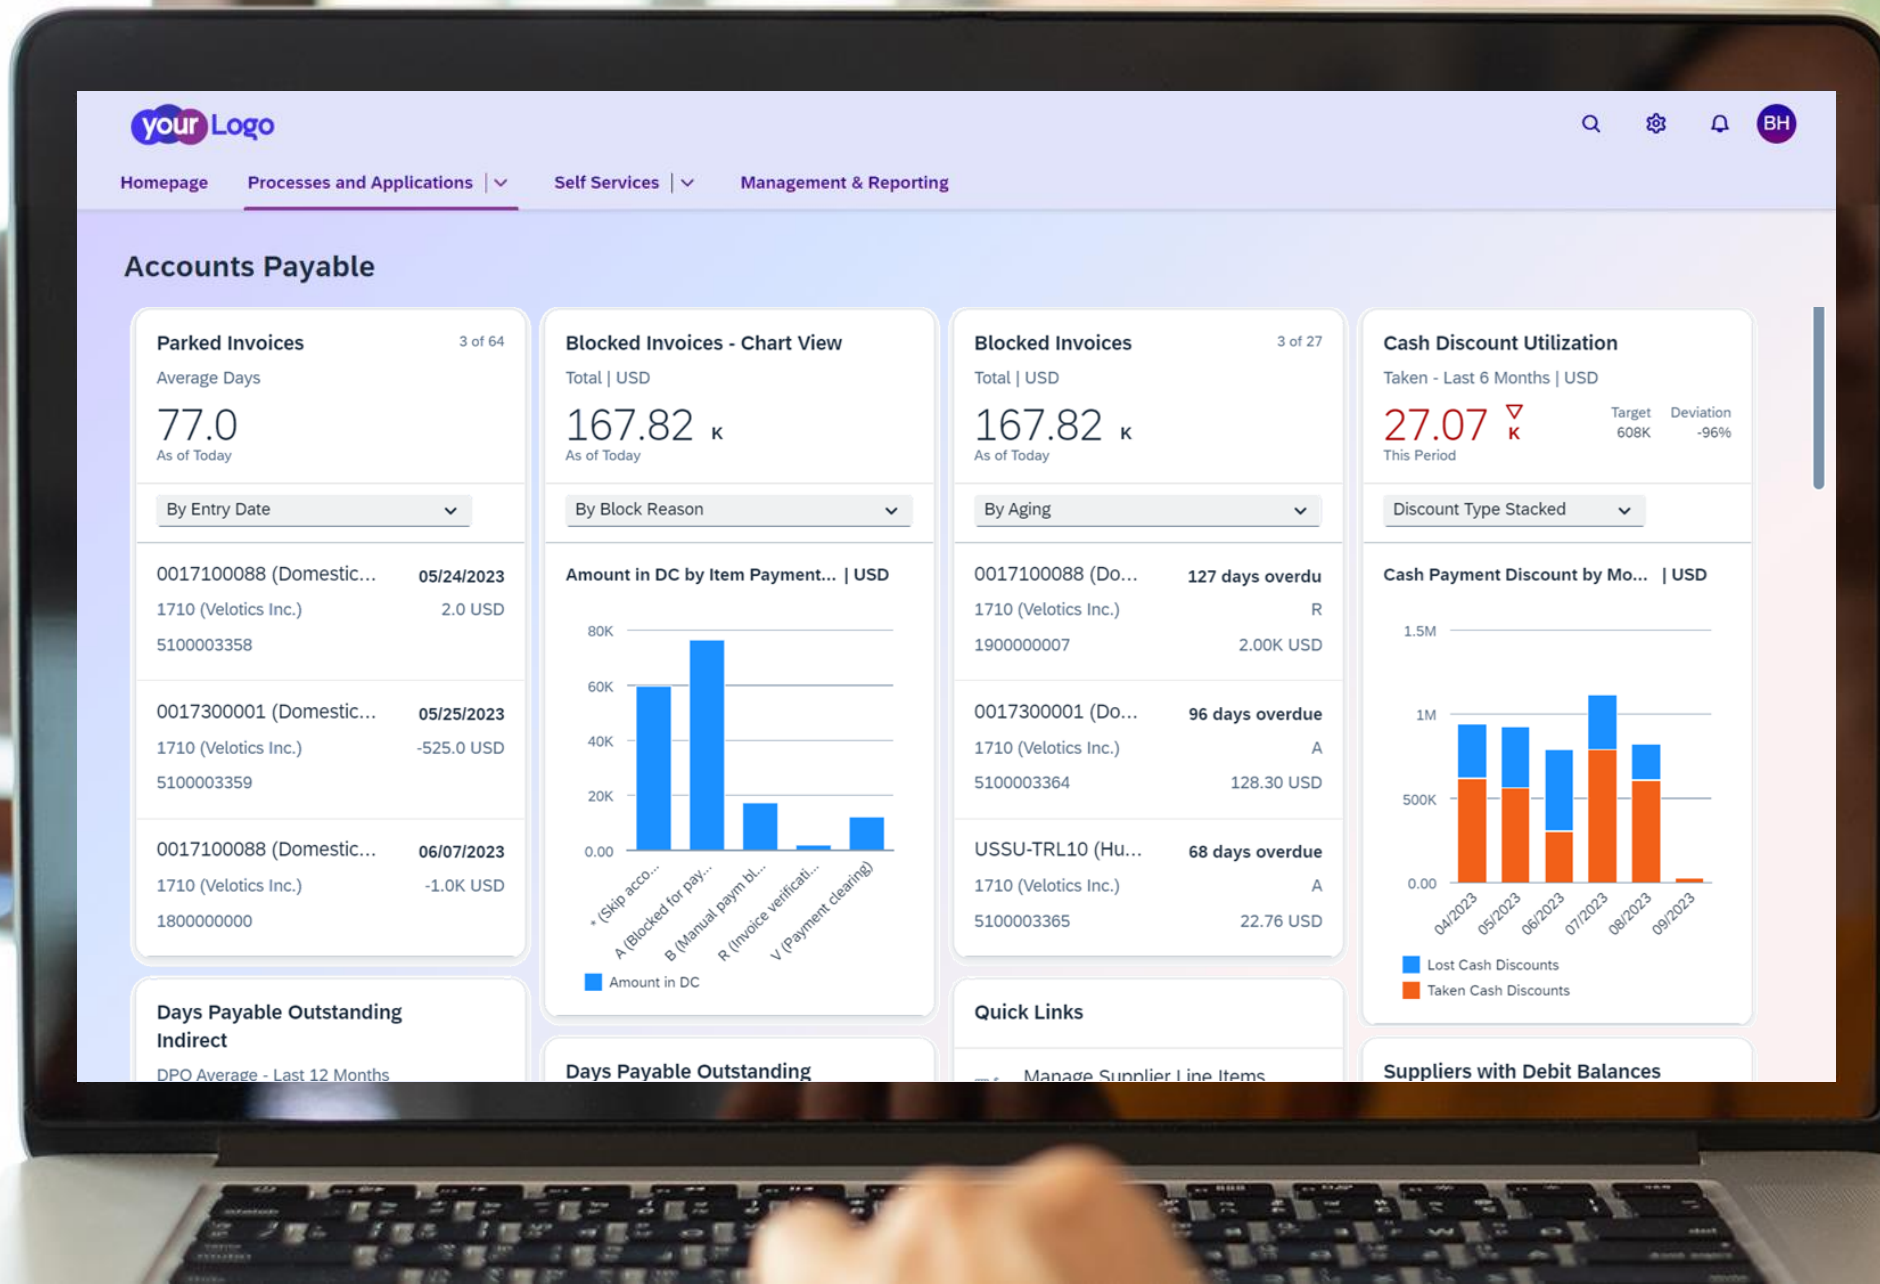 your Logo
BH
Homepage
Processes and Applications
Self Services
Management & Reporting
Accounts Payable
Parked Invoices
3 of 64
Average Days
77.0
As of Today
By Entry Date
0017100088 (Domestic...
05/24/2023
1710 (Velotics Inc.)
2.0 USD
5100003358
0017300001 (Domestic...
05/25/2023
1710 (Velotics Inc.)
-525.0 USD
5100003359
0017100088 (Domestic...
06/07/2023
1710 (Velotics Inc.)
-1.0K USD
1800000000
Blocked Invoices - Chart View
Total | USD
167.82 K
As of Today
By Block Reason
Amount in DC by Item Payment... | USD
80K
60K
40K
20K
0.00
* (Skip acco...
A (Blocked for pay...
B (Manual paym bl...
R (Invoice verificati...
V (Payment clearing)
Amount in DC
Blocked Invoices
3 of 27
Total | USD
167.82 K
As of Today
By Aging
0017100088 (Do...
127 days overdu
1710 (Velotics Inc.)
R
1900000007
2.00K USD
0017300001 (Do...
96 days overdue
1710 (Velotics Inc.)
A
5100003364
128.30 USD
USSU-TRL10 (Hu...
68 days overdue
1710 (Velotics Inc.)
A
5100003365
22.76 USD
Cash Discount Utilization
Taken - Last 6 Months | USD
27.07 K
Target
608K
Deviation
-96%
This Period
Discount Type Stacked
Cash Payment Discount by Mo... | USD
1.5M
1M
500K
0.00
04/2023
05/2023
06/2023
07/2023
08/2023
09/2023
Lost Cash Discounts
Taken Cash Discounts
Days Payable Outstanding
Indirect
DPO Average - Last 12 Months
Days Payable Outstanding
Quick Links
Manage Supplier Line Items
Suppliers with Debit Balances